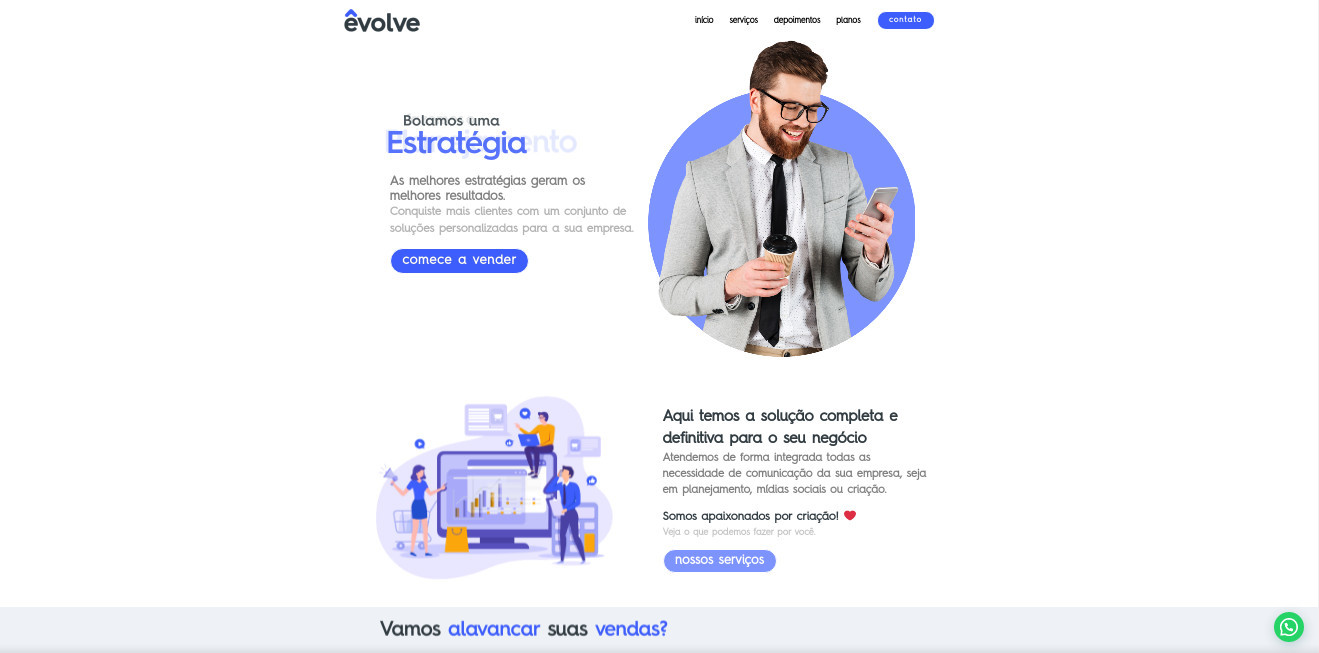 êvolve
início serviços depoimentos planos contato
Bolamos uma
Estratégia
As melhores estratégias geram os
melhores resultados.
Conquiste mais clientes com um conjunto de
soluções personalizadas para a sua empresa.
comece a vender
Aqui temos a solução completa e
definitiva para o seu negócio
Atendemos de forma integrada todas as
necessidade de comunicação da sua empresa, seja
em planejamento, mídias sociais ou criação.
Somos apaixonados por criação! ❤
Veja o que podemos fazer por você.
nossos serviços
Vamos alavancar suas vendas?